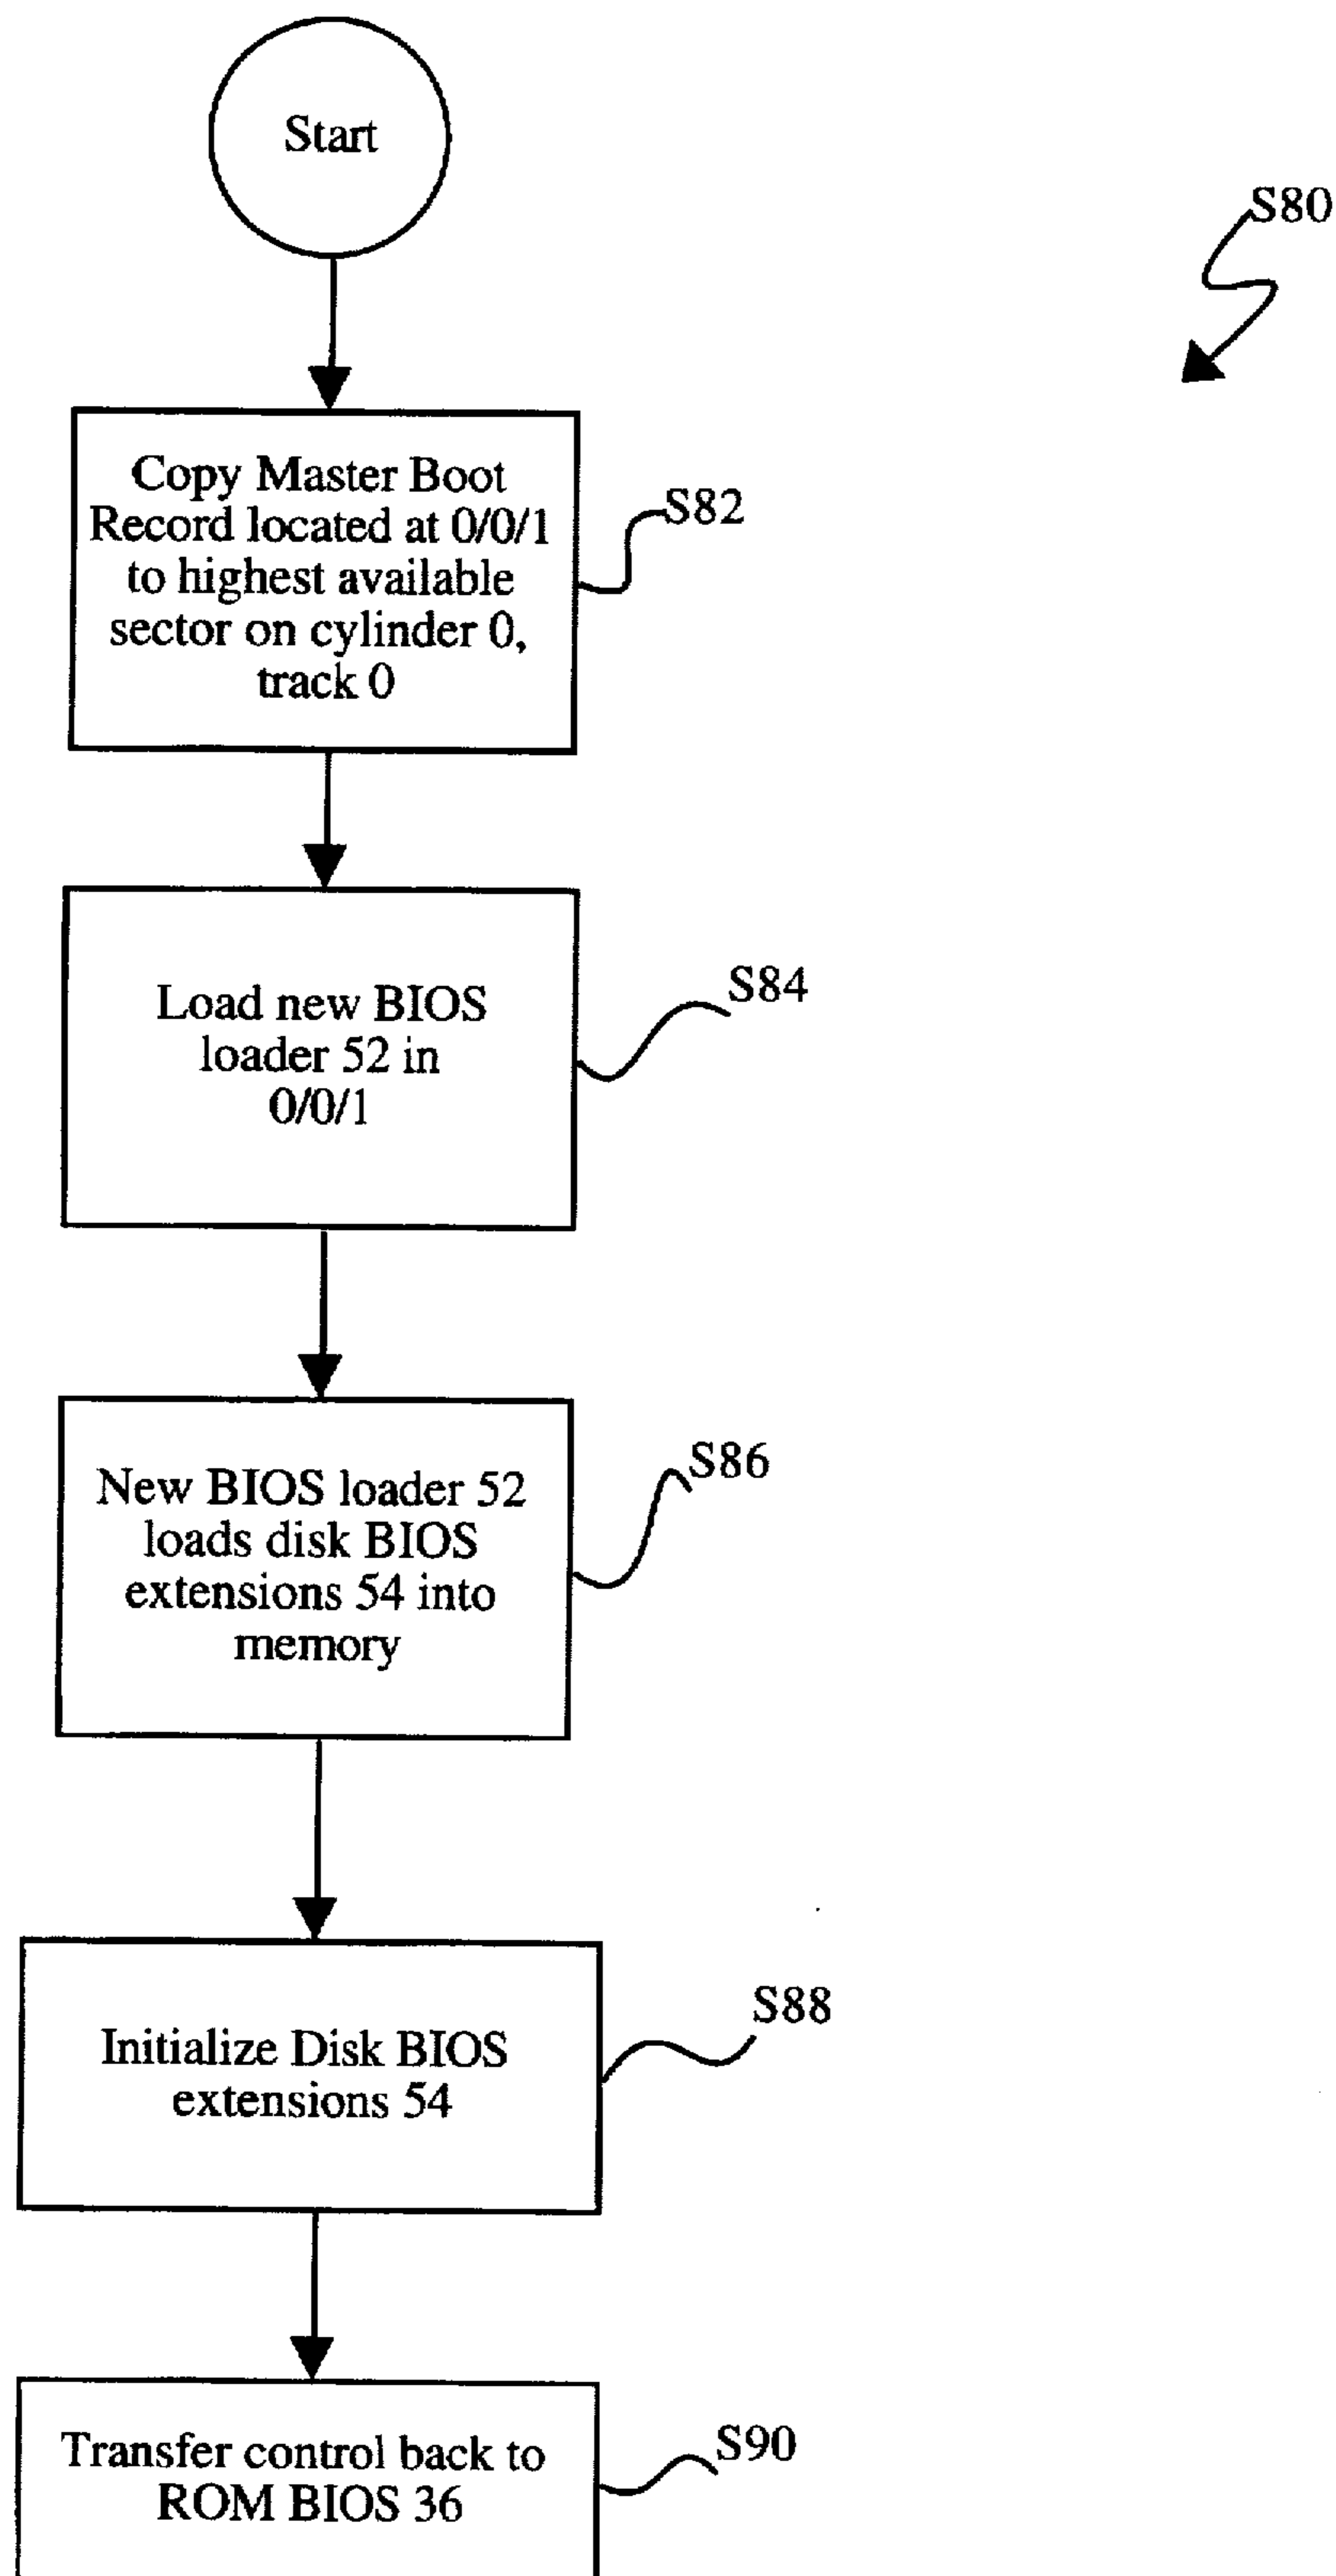 Start
S80
Copy Master Boot
Record located at 0/0/1
to highest available
sector on cylinder 0,
track 0
S82
Load new BIOS
loader 52 in
0/0/1
S84
New BIOS loader 52
loads disk BIOS
extensions 54 into
memory
S86
Initialize Disk BIOS
extensions 54
S88
Transfer control back to
ROM BIOS 36
S90